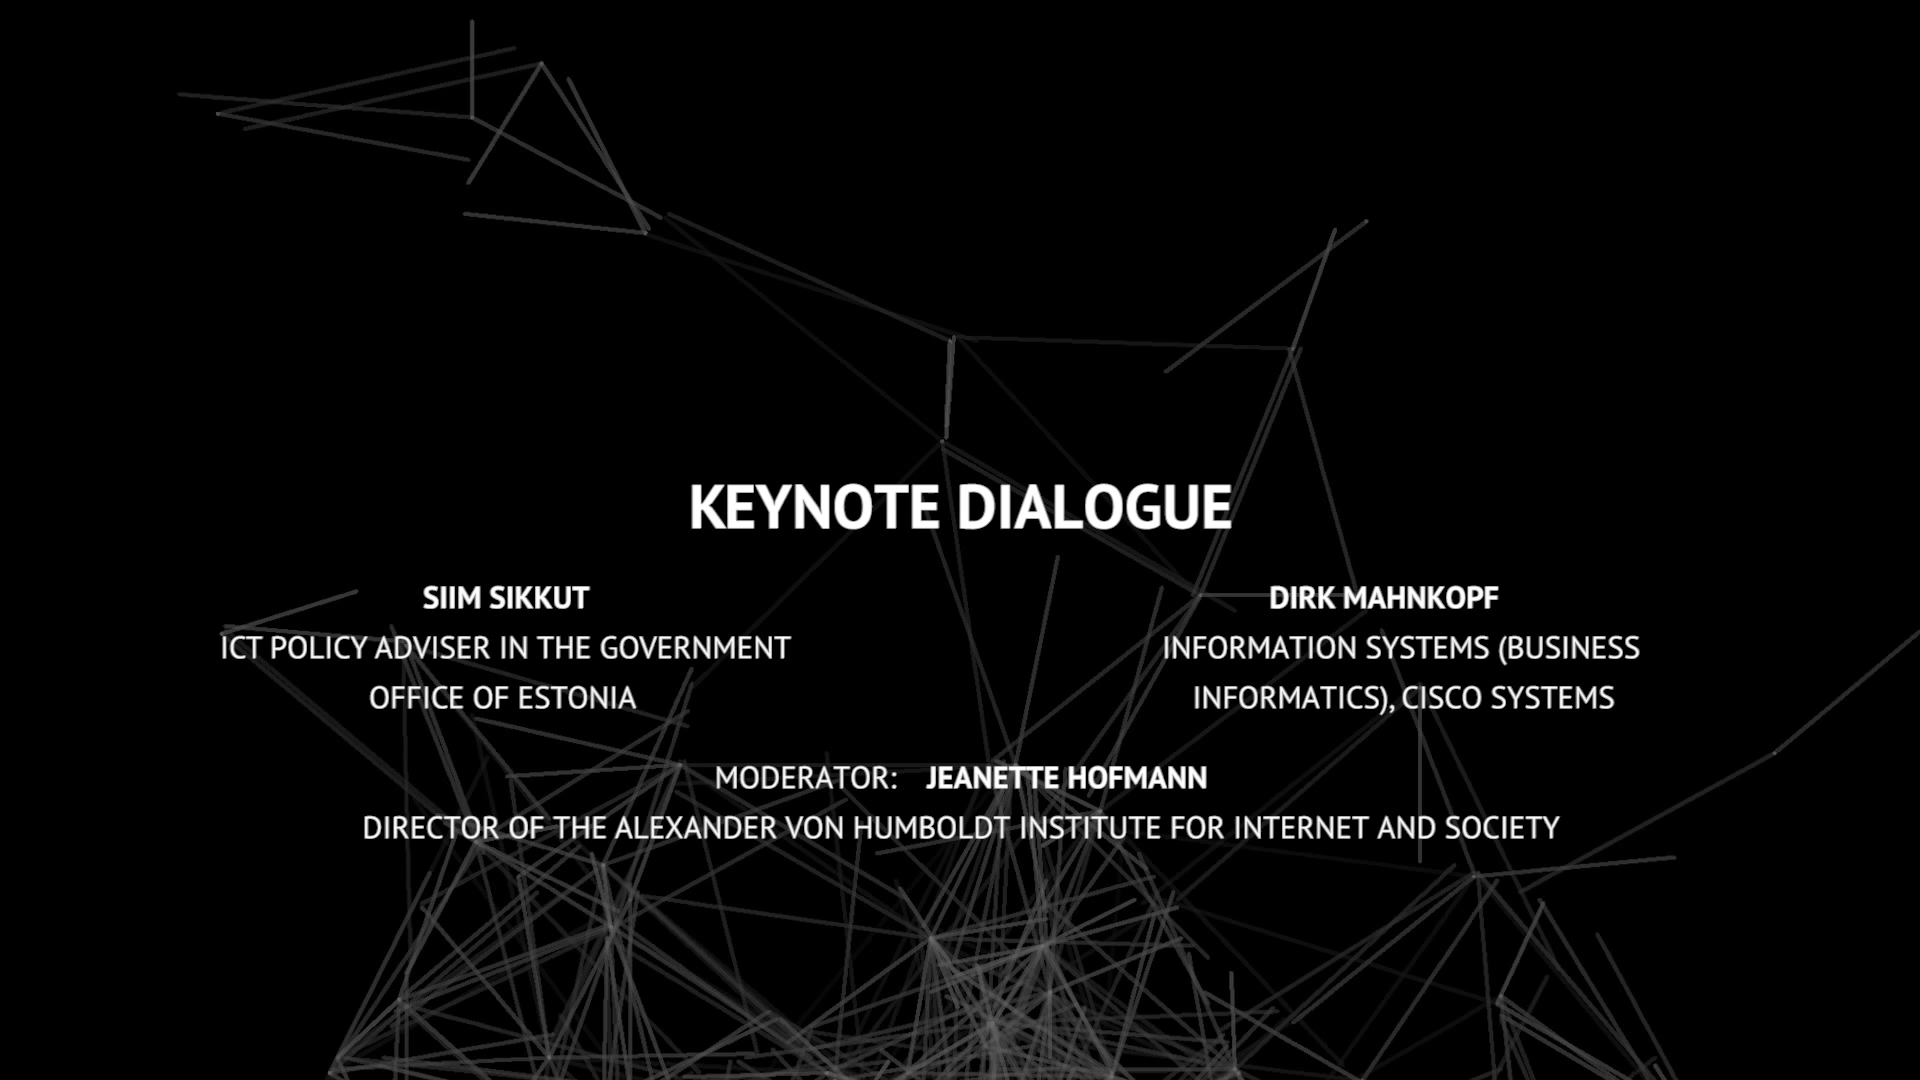 KEYNOTE DIALOGUE
SIIM SIKKUT
ICT POLICY ADVISER IN THE GOVERNMENT
OFFICE OF ESTONIA
DIRK MAHNKOPF
INFORMATION SYSTEMS (BUSINESS
INFORMATICS), CISCO SYSTEMS
MODERATOR: JEANETTE HOFMANN
DIRECTOR OF THE ALEXANDER VON HUMBOLDT INSTITUTE FOR INTERNET AND SOCIETY